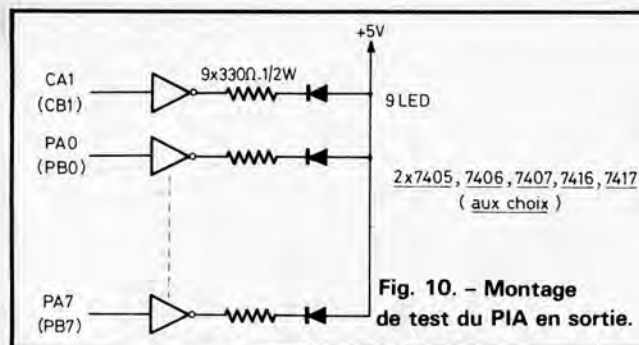 +5V
CA1
(CB1)
9x330Ω.1/2W
9 LED
PA0
(PB0)
2x7405, 7406, 7407, 7416, 7417
( aux choix )
PA7
(PB7)
Fig. 10. – Montage
de test du PIA en sortie.